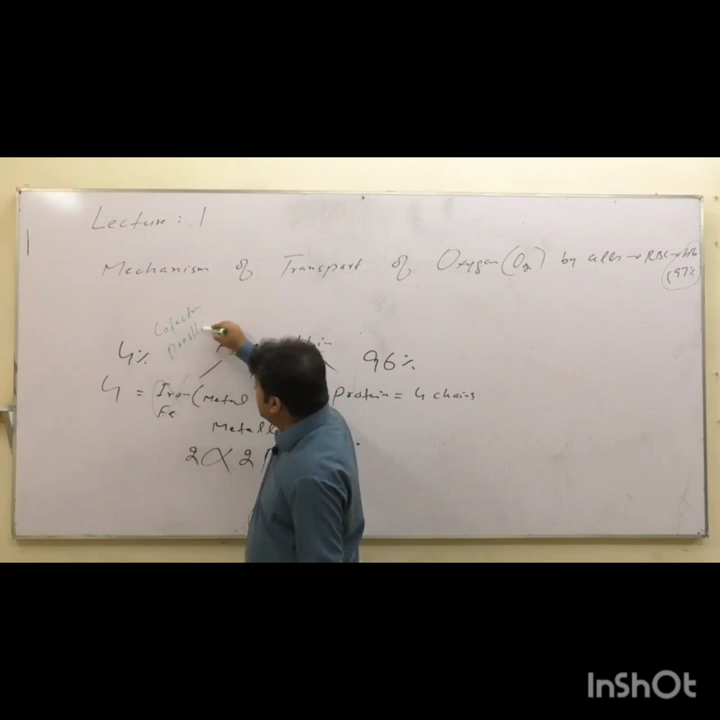 Lecture: 1
Mechanism of Transport of Oxygen (O2) by cells → RBC → Hb
(97%)
Cofactor
4% 96%
4 = Iron (Metal protein = 4 chains
Fe
2α 2
InShOt